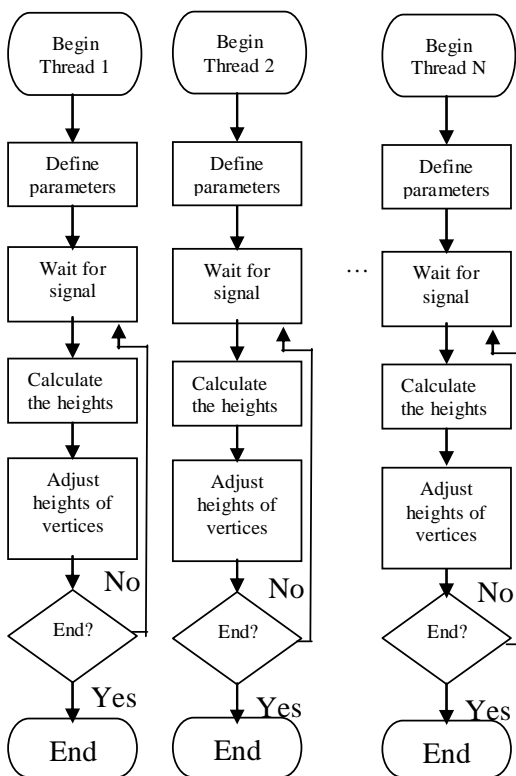 Begin
Thread 1
Define
parameters
Wait for
signal
Calculate
the heights
Adjust
heights of
vertices
No
End?
Yes
End
Begin
Thread 2
Define
parameters
Wait for
signal
Calculate
the heights
Adjust
heights of
vertices
No
End?
Yes
End
...
Begin
Thread N
Define
parameters
Wait for
signal
Calculate
the heights
Adjust
heights of
vertices
No
End?
Yes
End